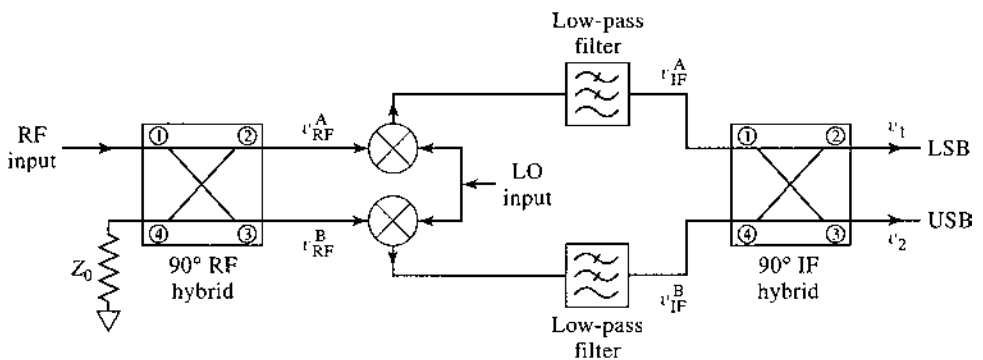 Low-pass
filter
v_IF^A
RF
input
① ②
④ ③
Z_0
90° RF
hybrid
v_RF^A
v_RF^B
LO
input
Low-pass
filter
v_IF^B
① ②
④ ③
90° IF
hybrid
v_1
LSB
v_2
USB